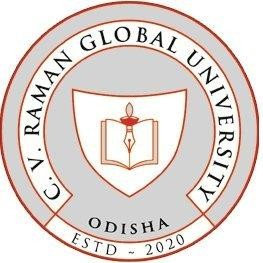 C. V. RAMAN GLOBAL UNIVERSITY
ODISHA
ESTD ~ 2020